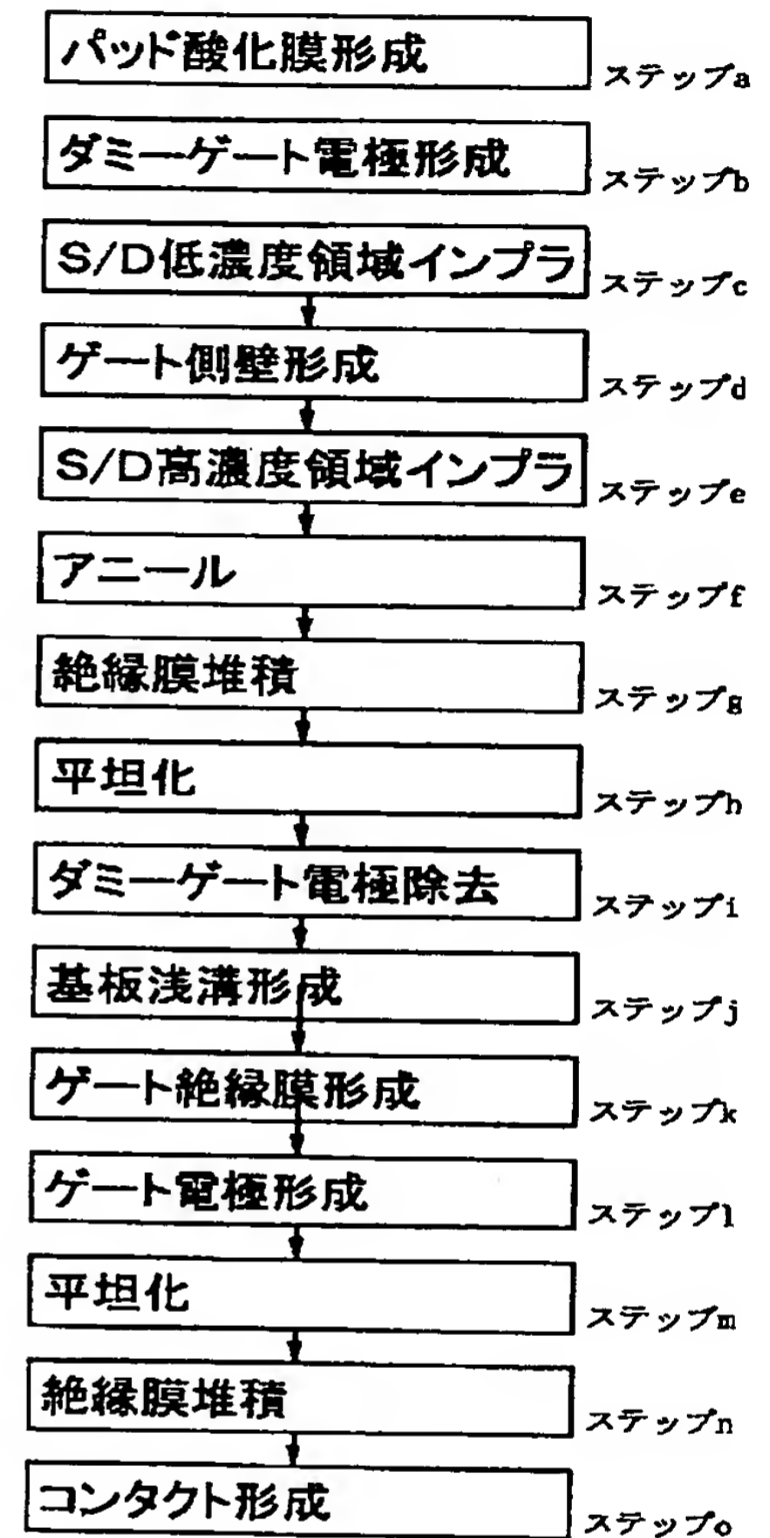 パッド酸化膜形成 ステップa
ダミーゲート電極形成 ステップb
S/D低濃度領域インプラ ステップc
ゲート側壁形成 ステップd
S/D高濃度領域インプラ ステップe
アニール ステップf
絶縁膜堆積 ステップg
平坦化 ステップh
ダミーゲート電極除去 ステップi
基板浅溝形成 ステップj
ゲート絶縁膜形成 ステップk
ゲート電極形成 ステップl
平坦化 ステップm
絶縁膜堆積 ステップn
コンタクト形成 ステップo